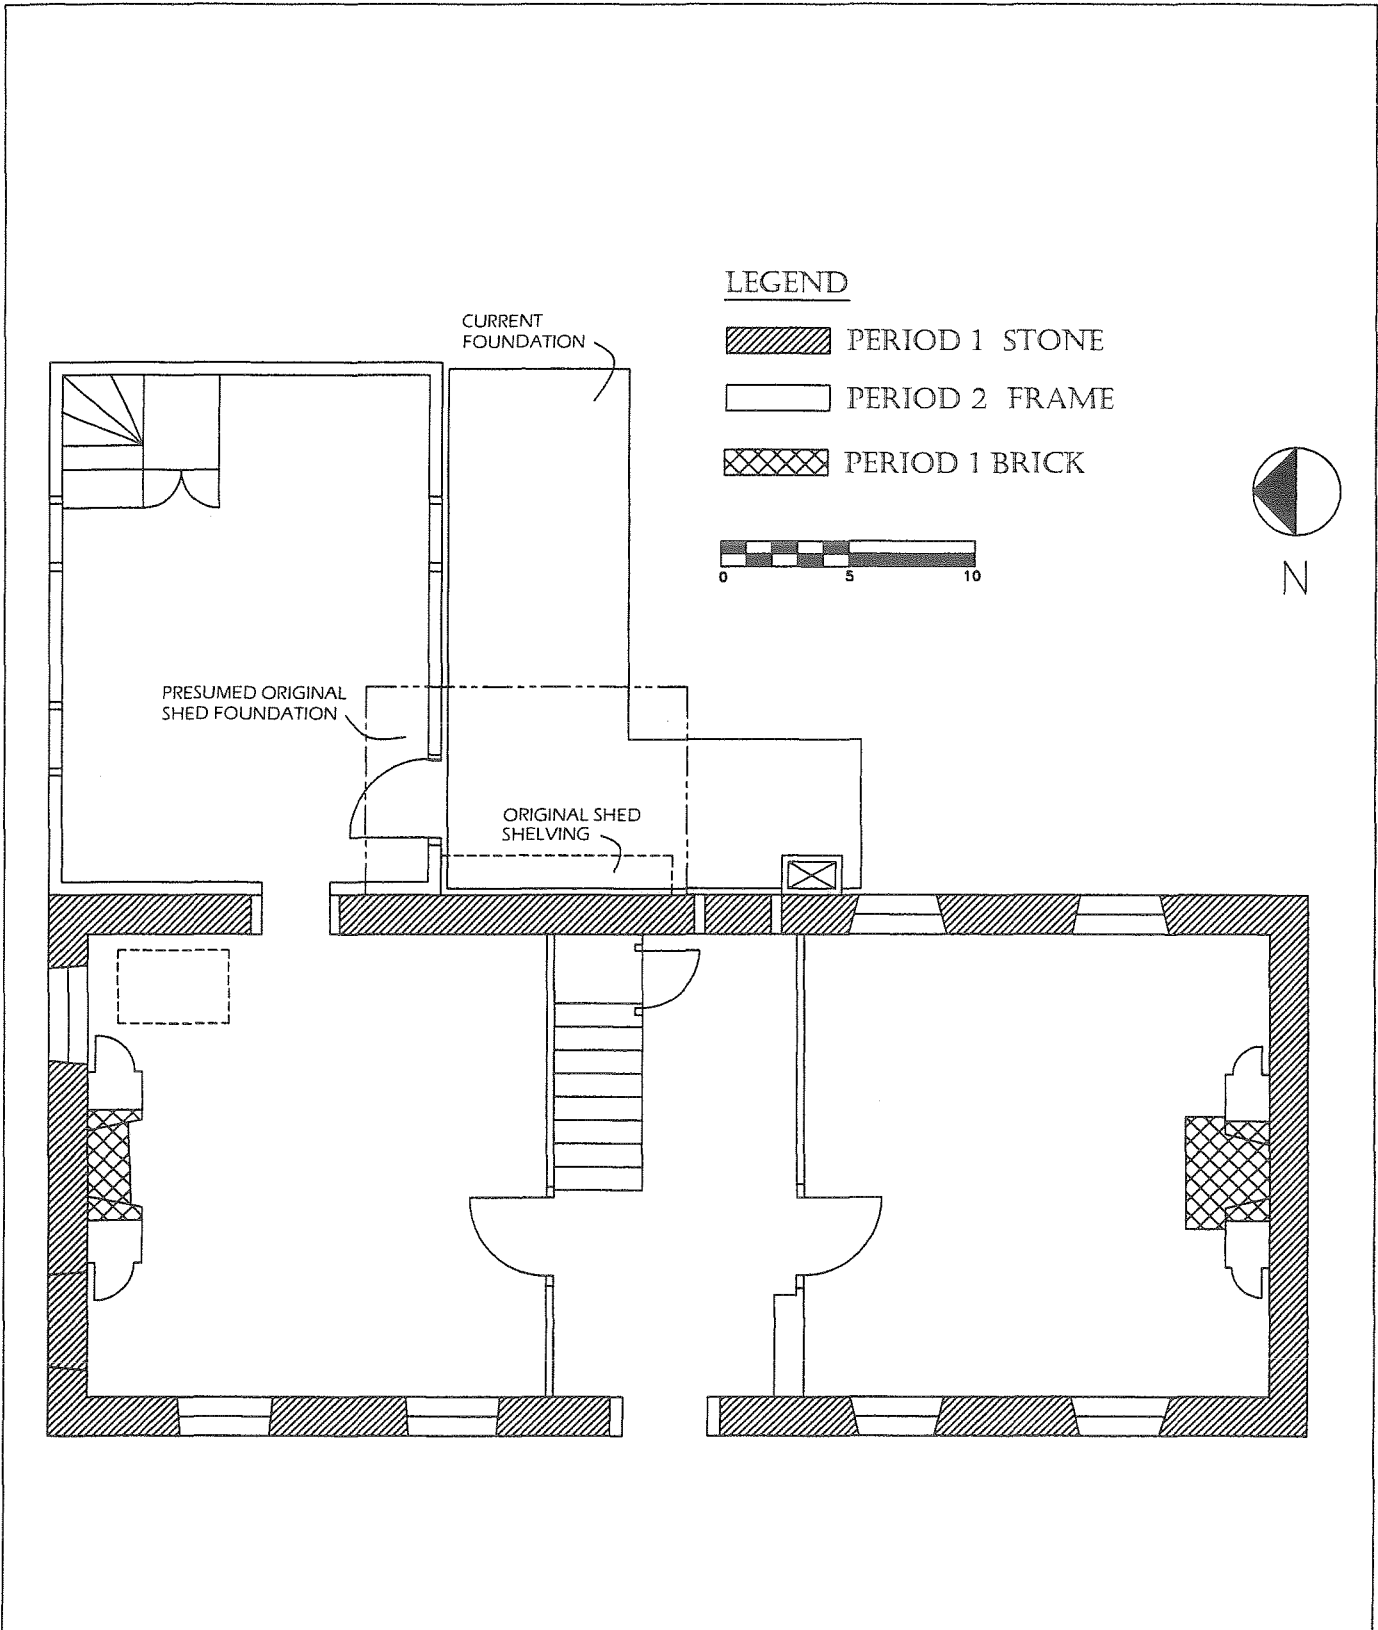 LEGEND
CURRENT
FOUNDATION
PERIOD 1 STONE
PERIOD 2 FRAME
PERIOD 1 BRICK
0 5 10
N
PRESUMED ORIGINAL
SHED FOUNDATION
ORIGINAL SHED
SHELVING